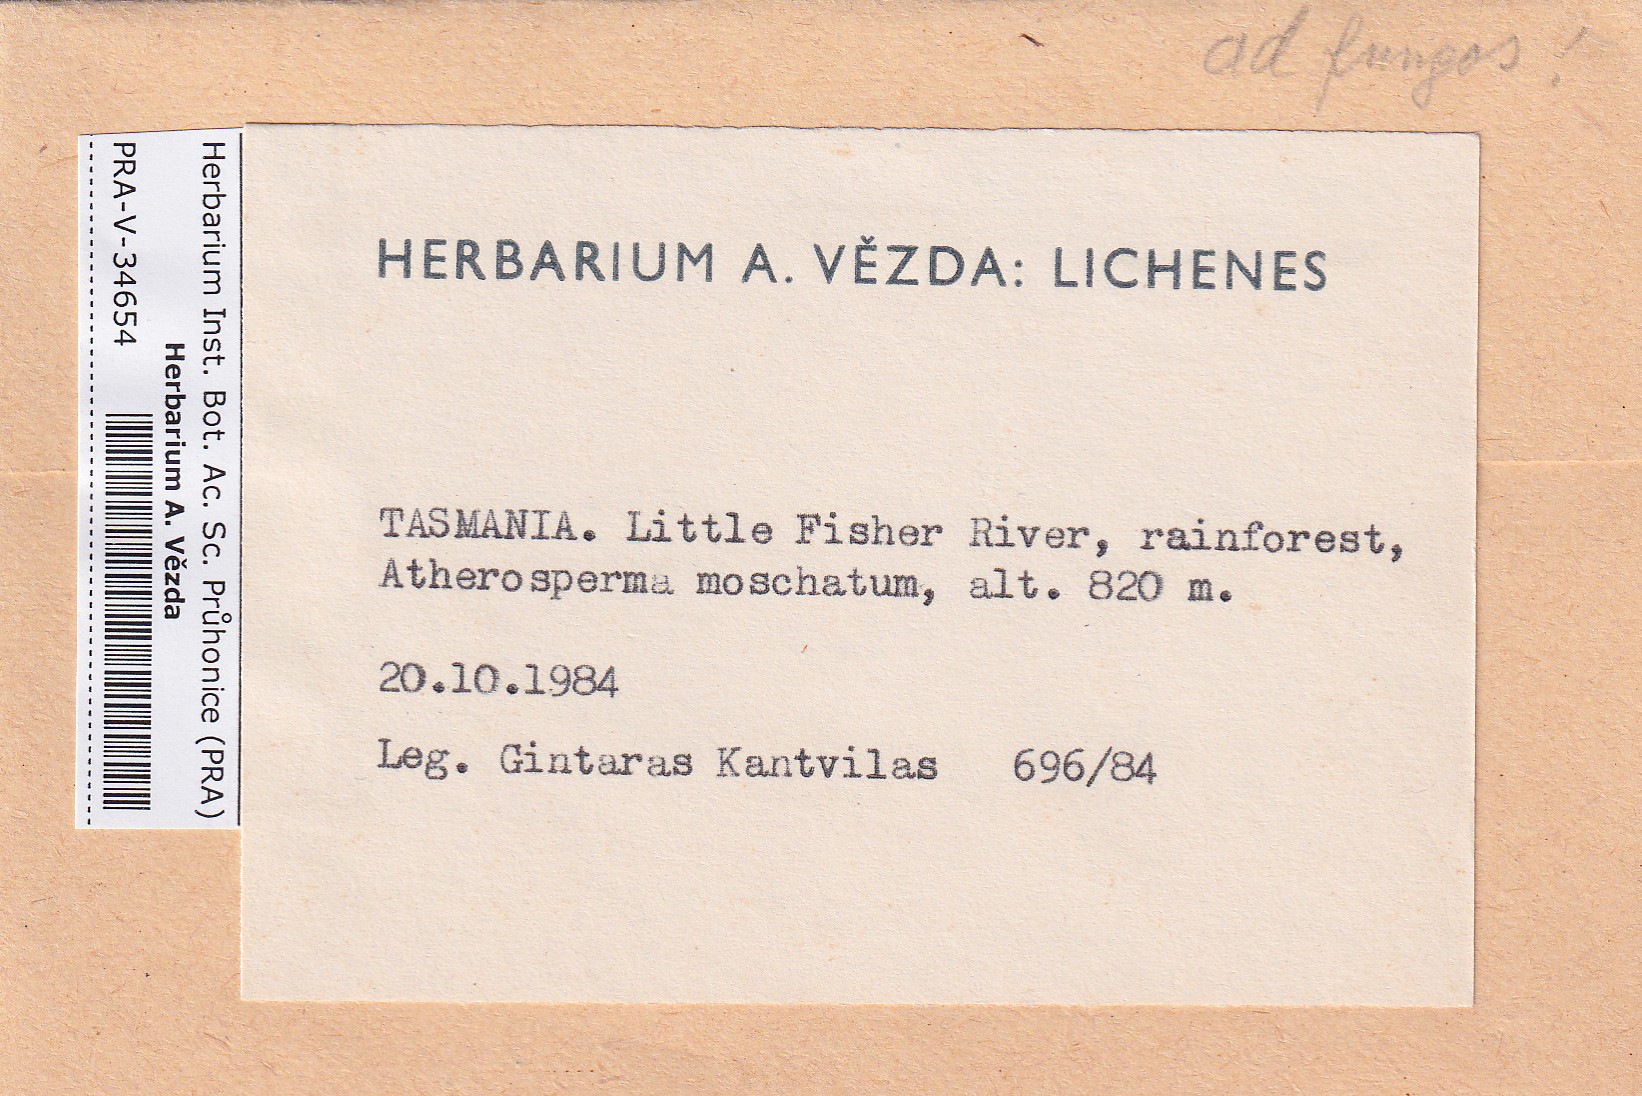 ad fungos!
HERBARIUM A. VĚZDA: LICHENES
TASMANIA. Little Fisher River, rainforest,
Atherosperma moschatum, alt. 820 m.
20.10.1984
Leg. Gintaras Kantvilas 696/84
Herbarium Inst. Bot. Ac. Sc. Průhonice (PRA)
Herbarium A. Vězda
PRA-V-34654